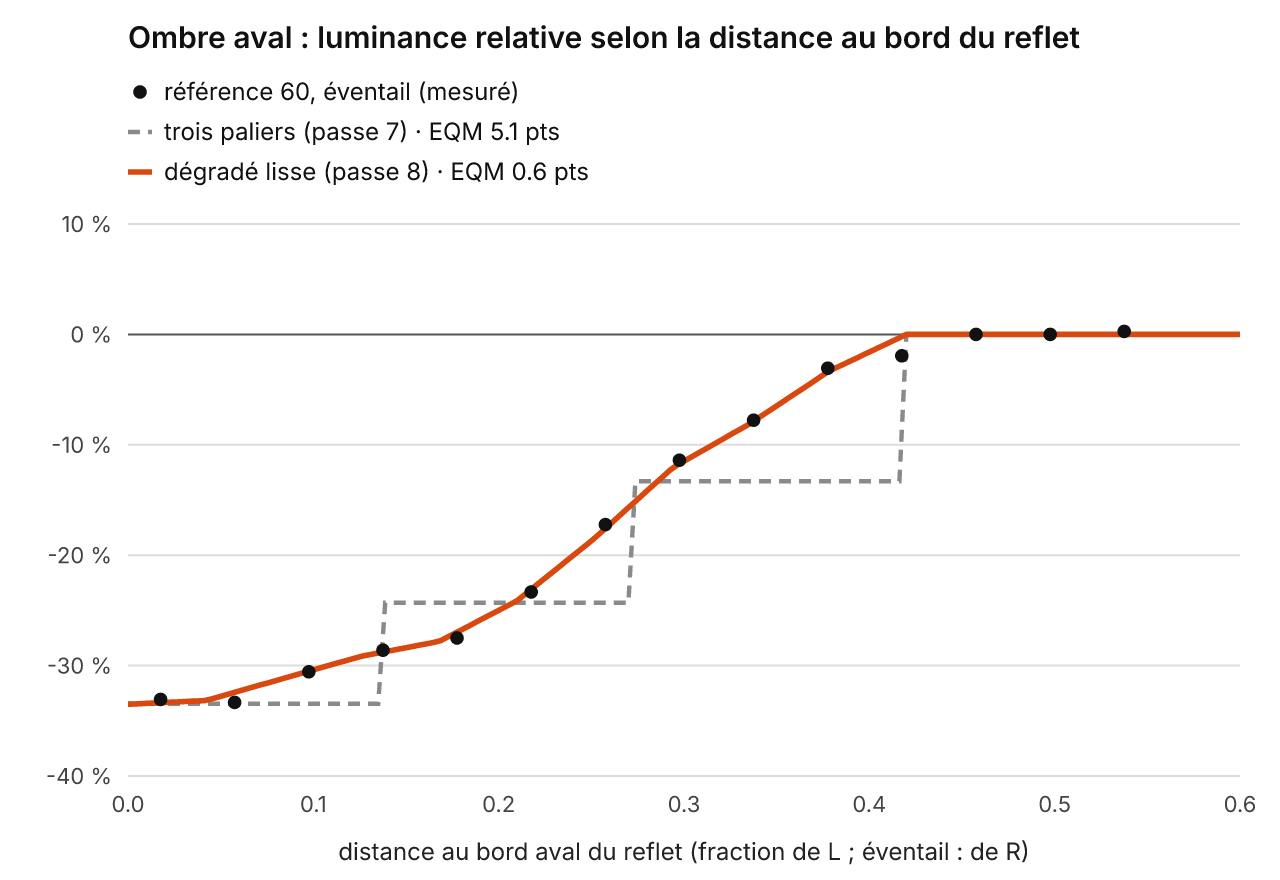 Ombre aval : luminance relative selon la distance au bord du reflet
référence 60, éventail (mesuré)
trois paliers (passe 7) · EQM 5.1 pts
dégradé lisse (passe 8) · EQM 0.6 pts
10 %
0 %
-10 %
-20 %
-30 %
-40 %
0.0 0.1 0.2 0.3 0.4 0.5 0.6
distance au bord aval du reflet (fraction de L ; éventail : de R)